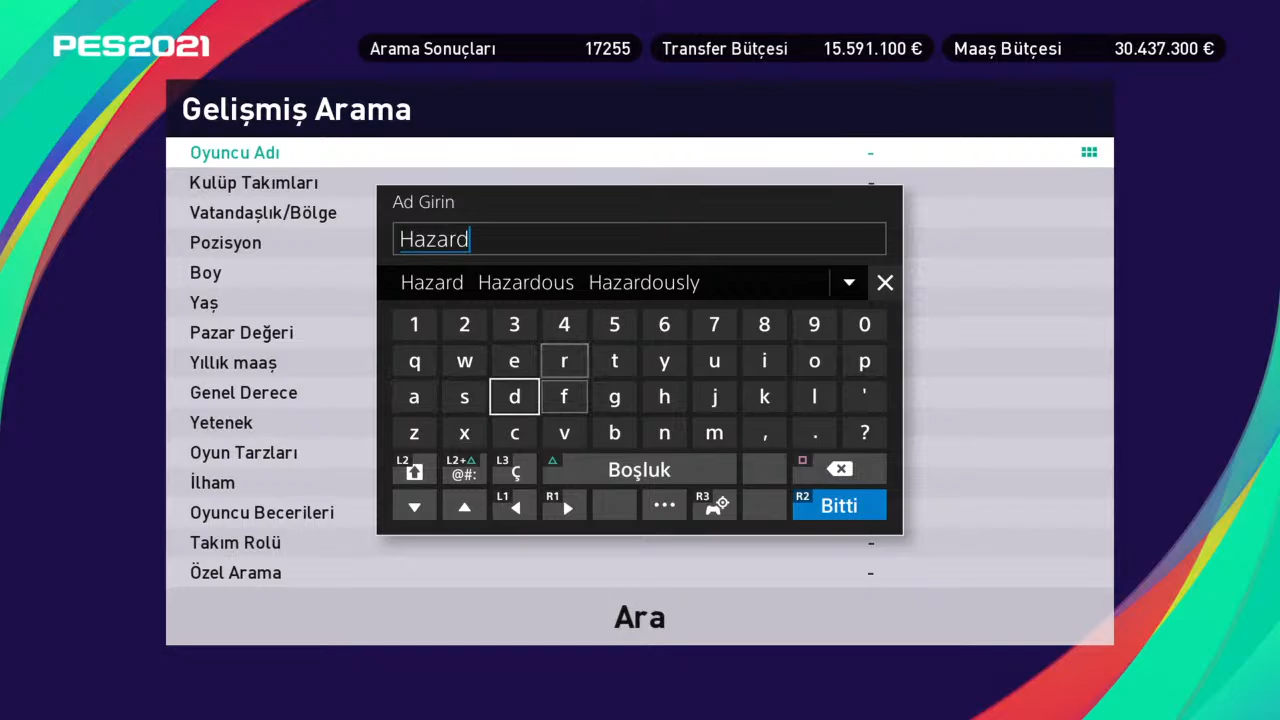 PES2021
Arama Sonuçları 17255 Transfer Bütçesi 15.591.100 € Maaş Bütçesi 30.437.300 €
Gelişmiş Arama
Oyuncu Adı -
Kulüp Takımları -
Vatandaşlık/Bölge
Pozisyon
Boy
Yaş
Pazar Değeri
Yıllık maaş
Genel Derece
Yetenek
Oyun Tarzları
İlham
Oyuncu Becerileri
Takım Rolü -
Özel Arama -
Ara
Ad Girin
Hazard
Hazard Hazardous Hazardously
1 2 3 4 5 6 7 8 9 0
q w e r t y u i o p
a s d f g h j k l '
z x c v b n m , . ?
L2 L2+△ @#: L3 ç △ Boşluk □
L1 R1 ... R3 R2 Bitti